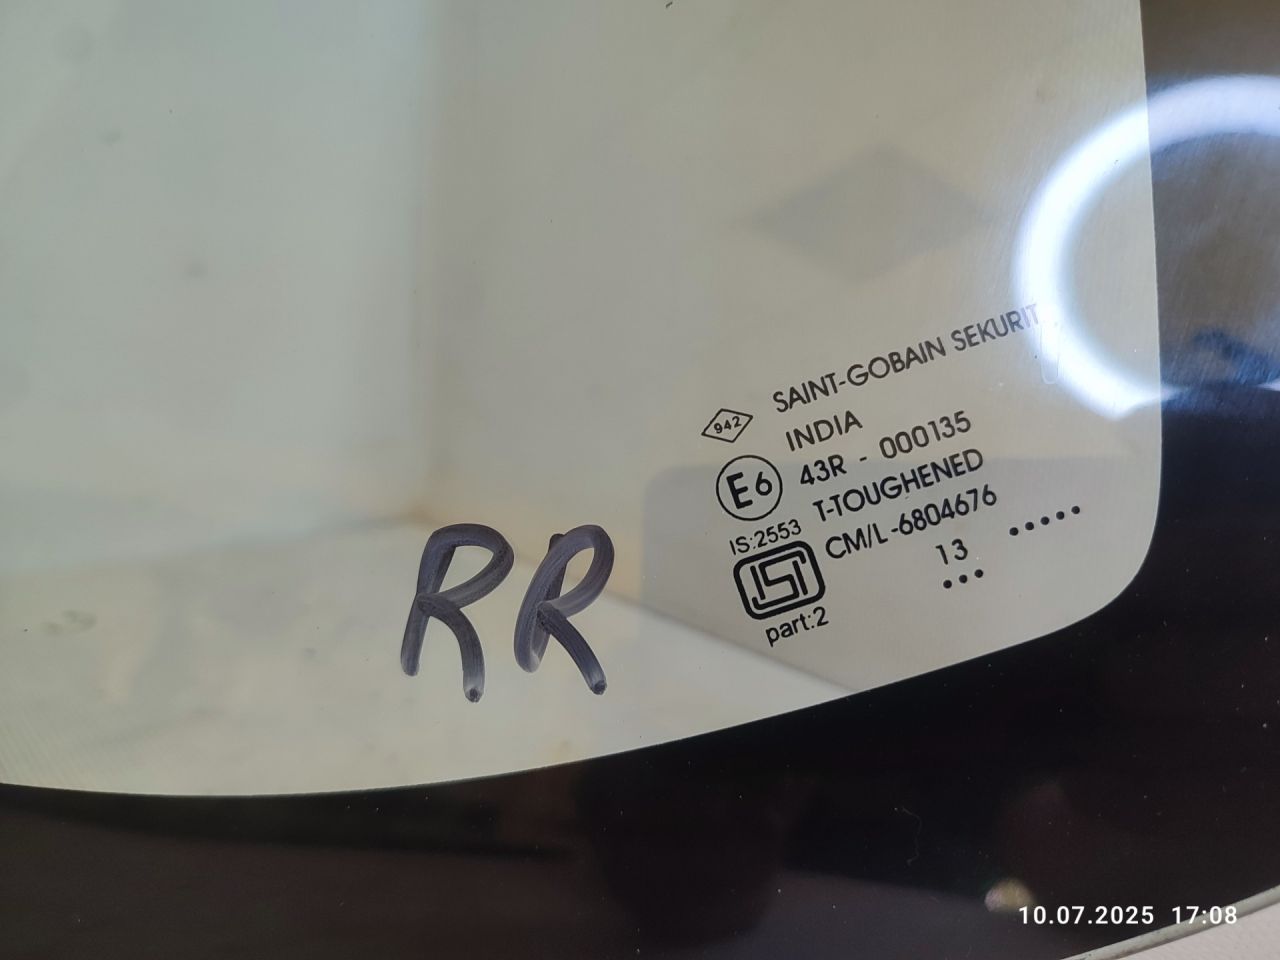 SAINT-GOBAIN SEKURIT
942
INDIA
E6
43R - 000135
T-TOUGHENED
IS:2553
CM/L-6804676
ISI
13
part:2
RR
10.07.2025 17:08